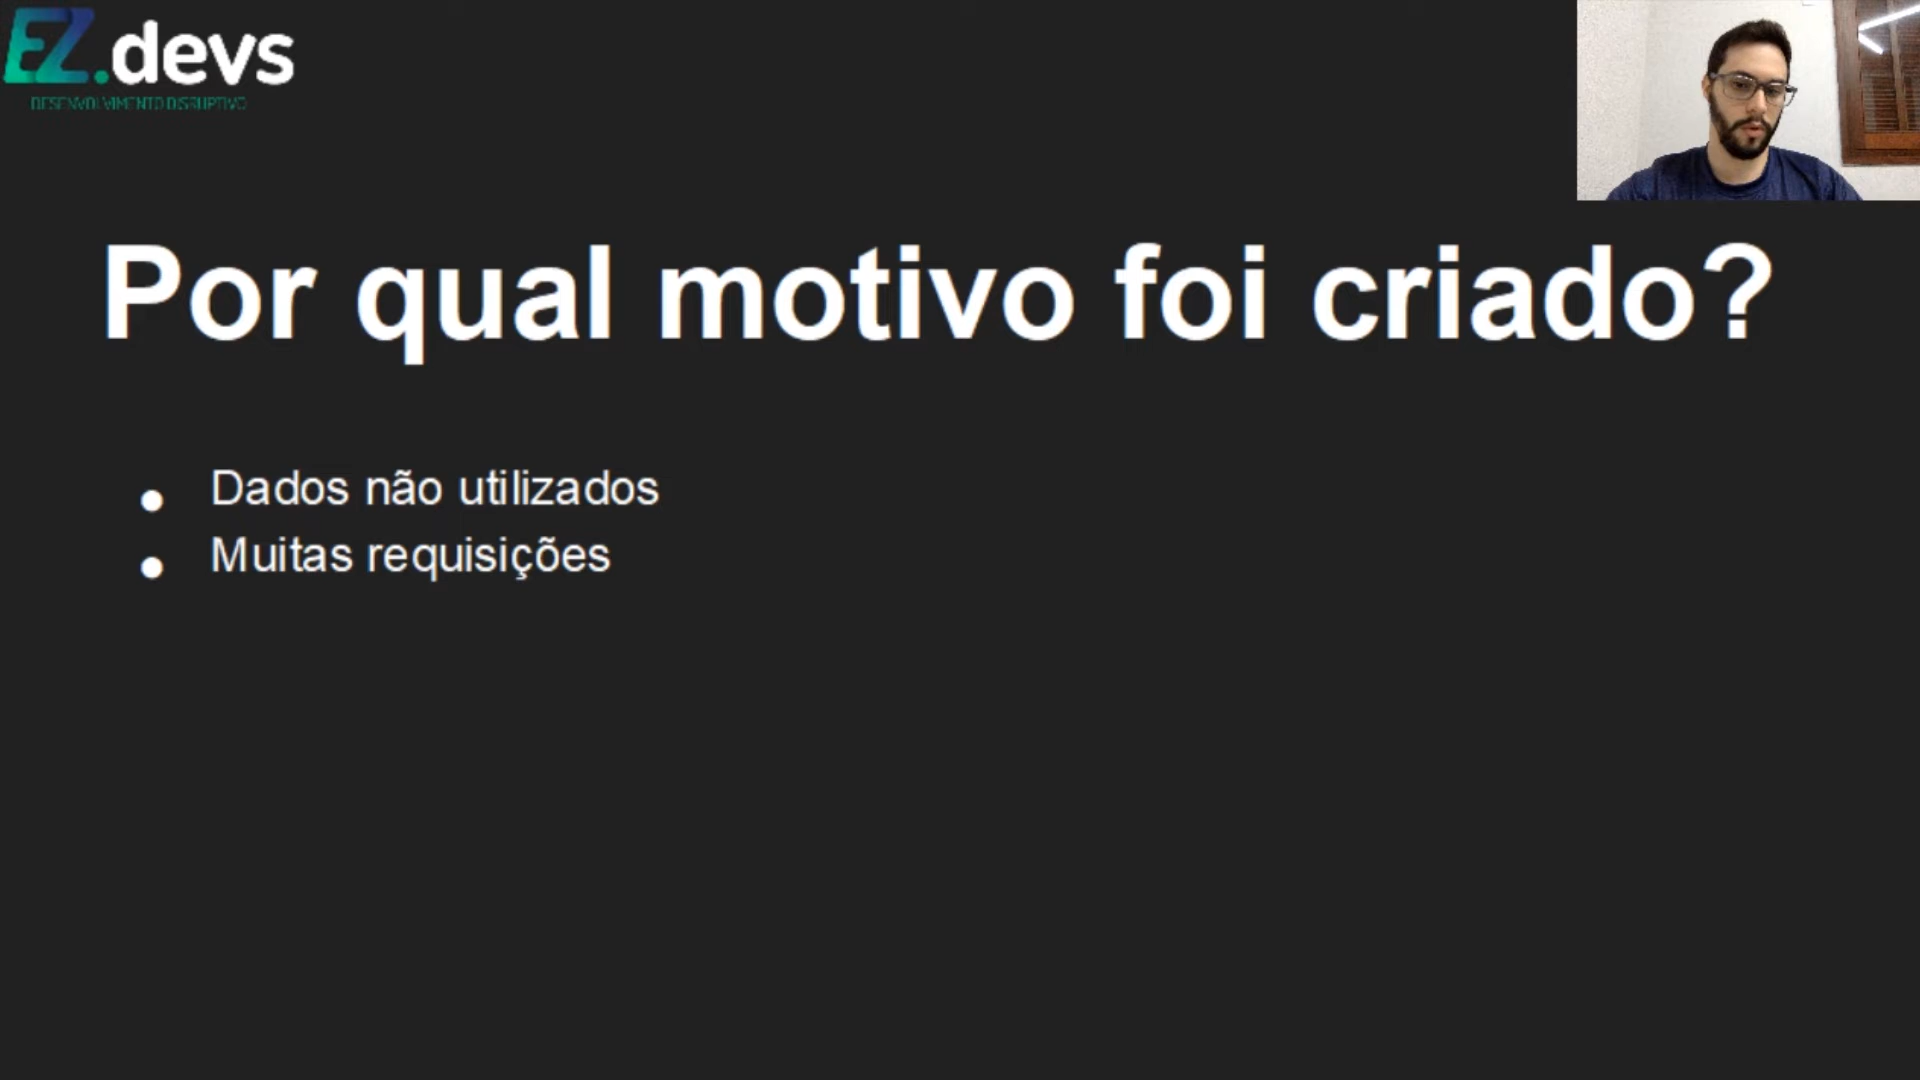 EZ.devs
DESENVOLVIMENTO DISRUPTIVO
Por qual motivo foi criado?
Dados não utilizados
Muitas requisições